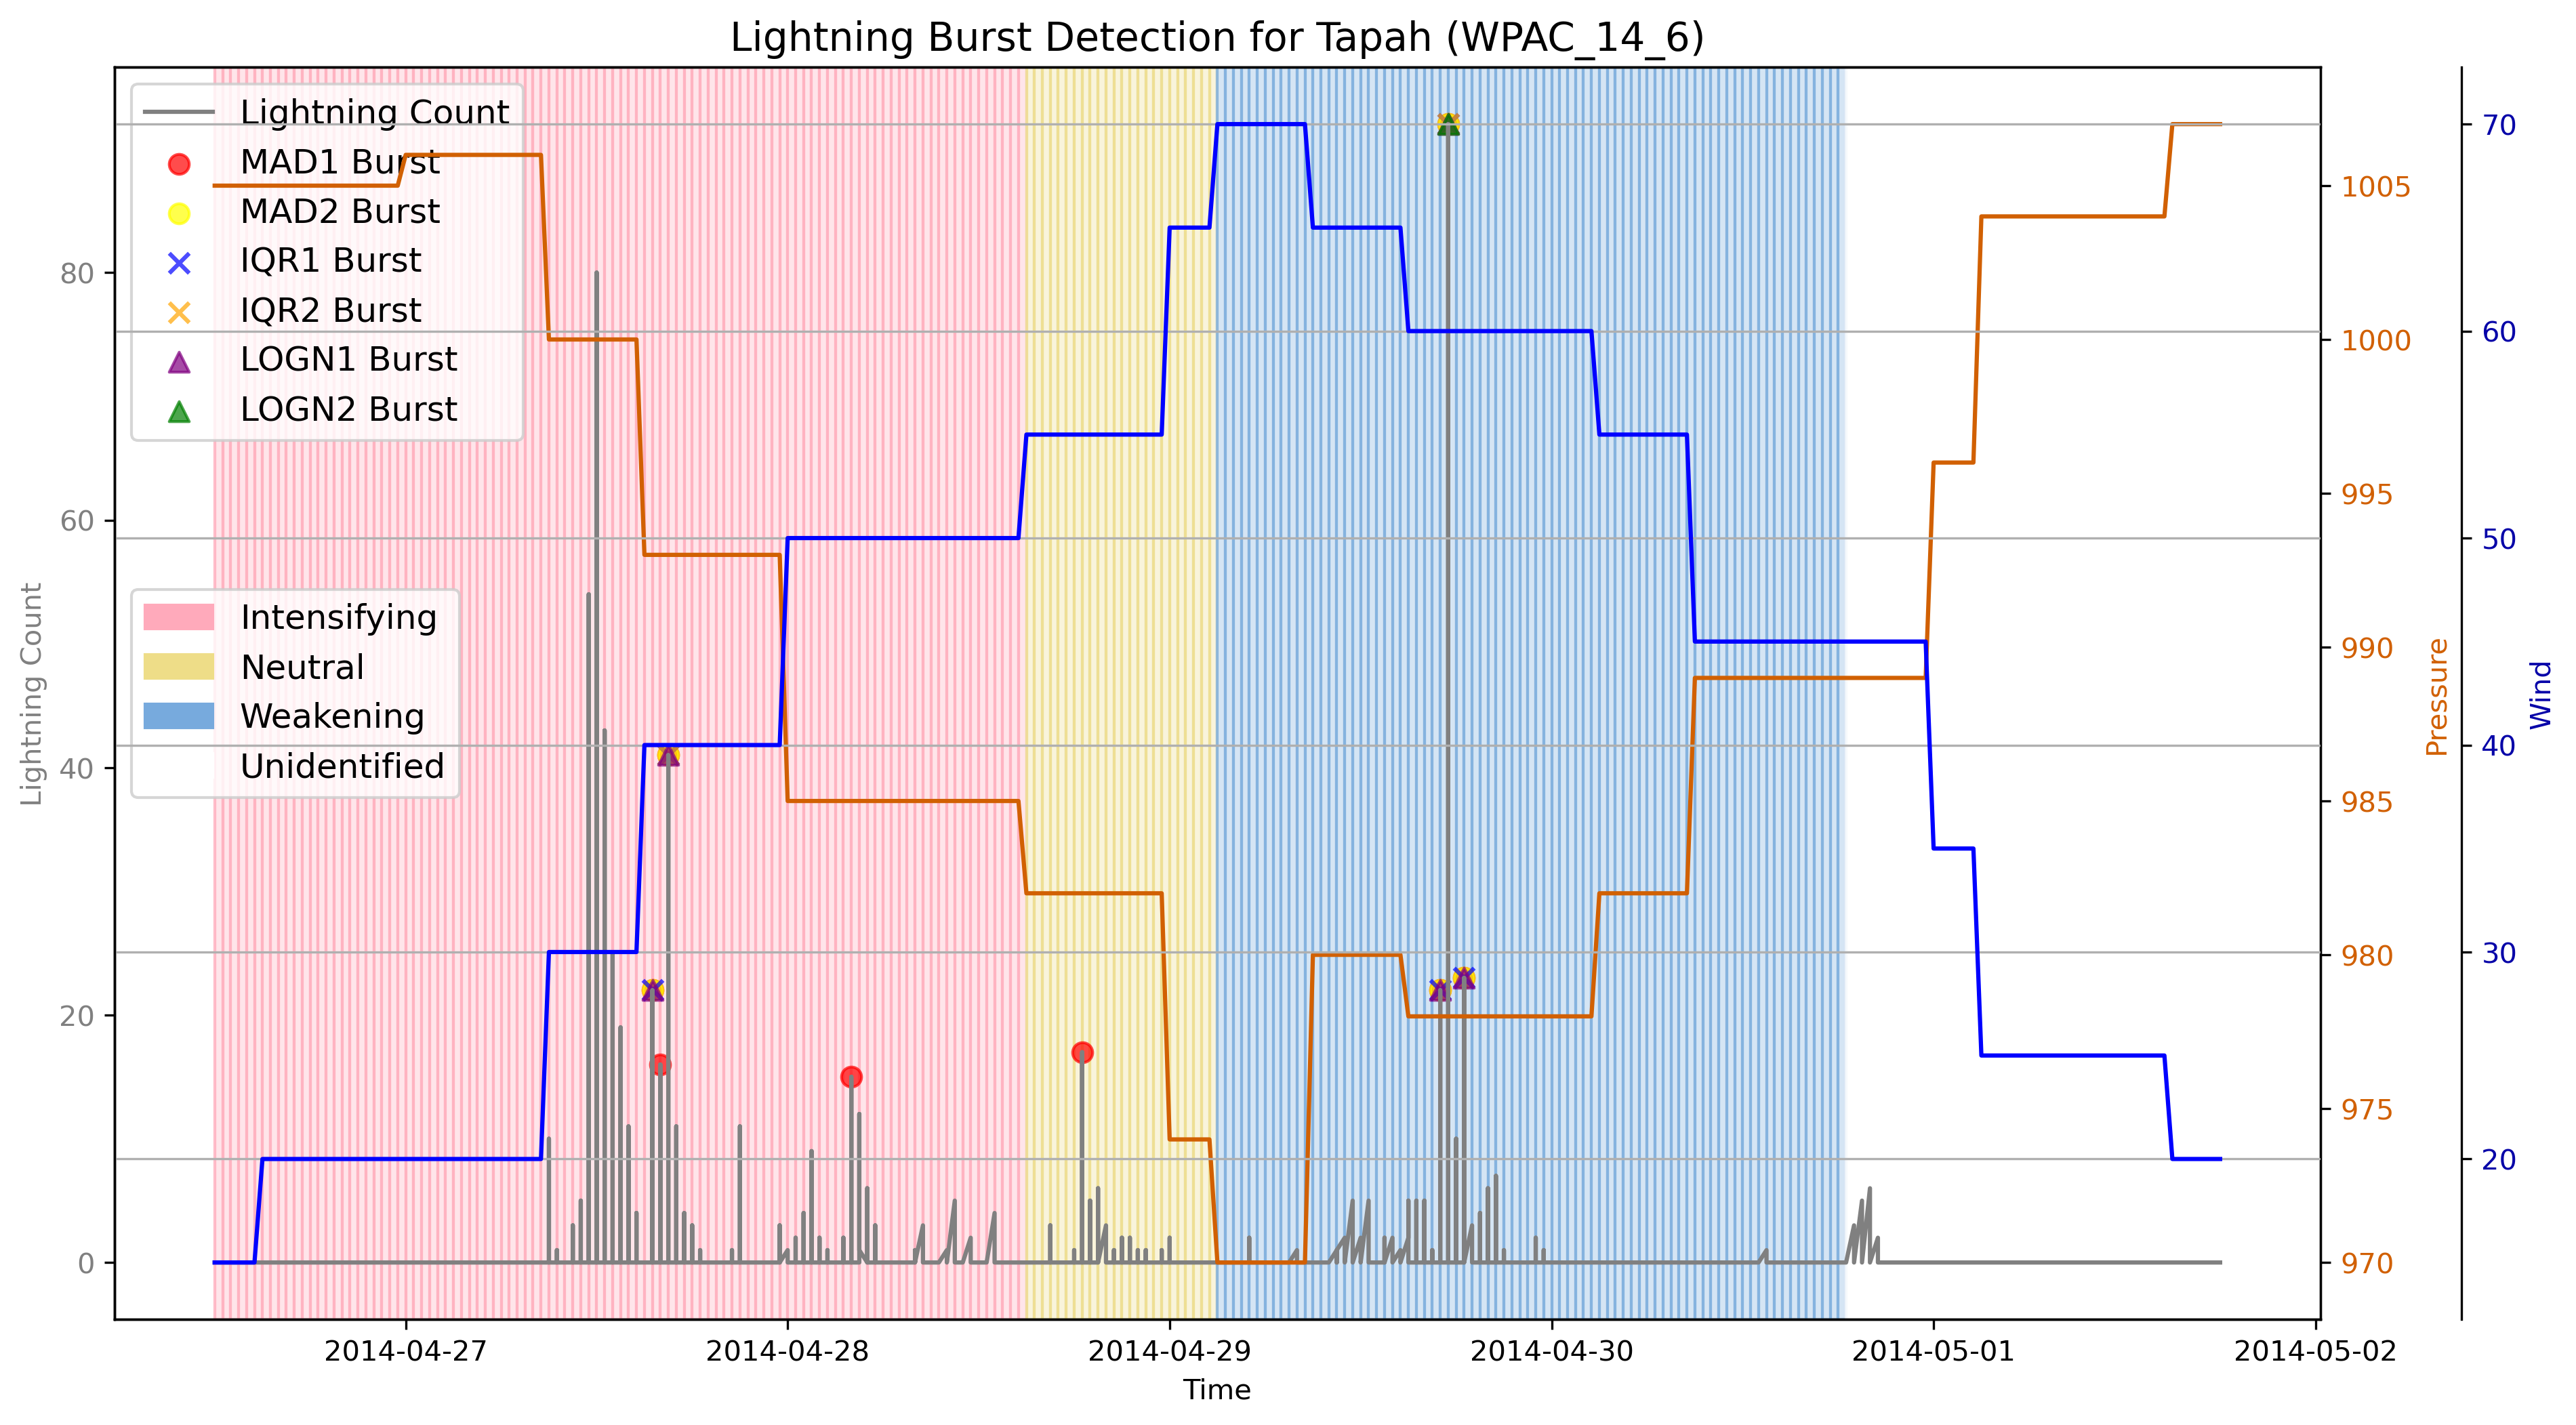 Lightning Burst Detection for Tapah (WPAC_14_6)
Lightning Count
MAD1 Burst
MAD2 Burst
IQR1 Burst
IQR2 Burst
LOGN1 Burst
LOGN2 Burst
Intensifying
Neutral
Weakening
Unidentified
Lightning Count
80
60
40
20
0
1005
1000
995
990
985
980
975
970
Pressure
70
60
50
40
30
20
Wind
2014-04-27
2014-04-28
2014-04-29
2014-04-30
2014-05-01
2014-05-02
Time